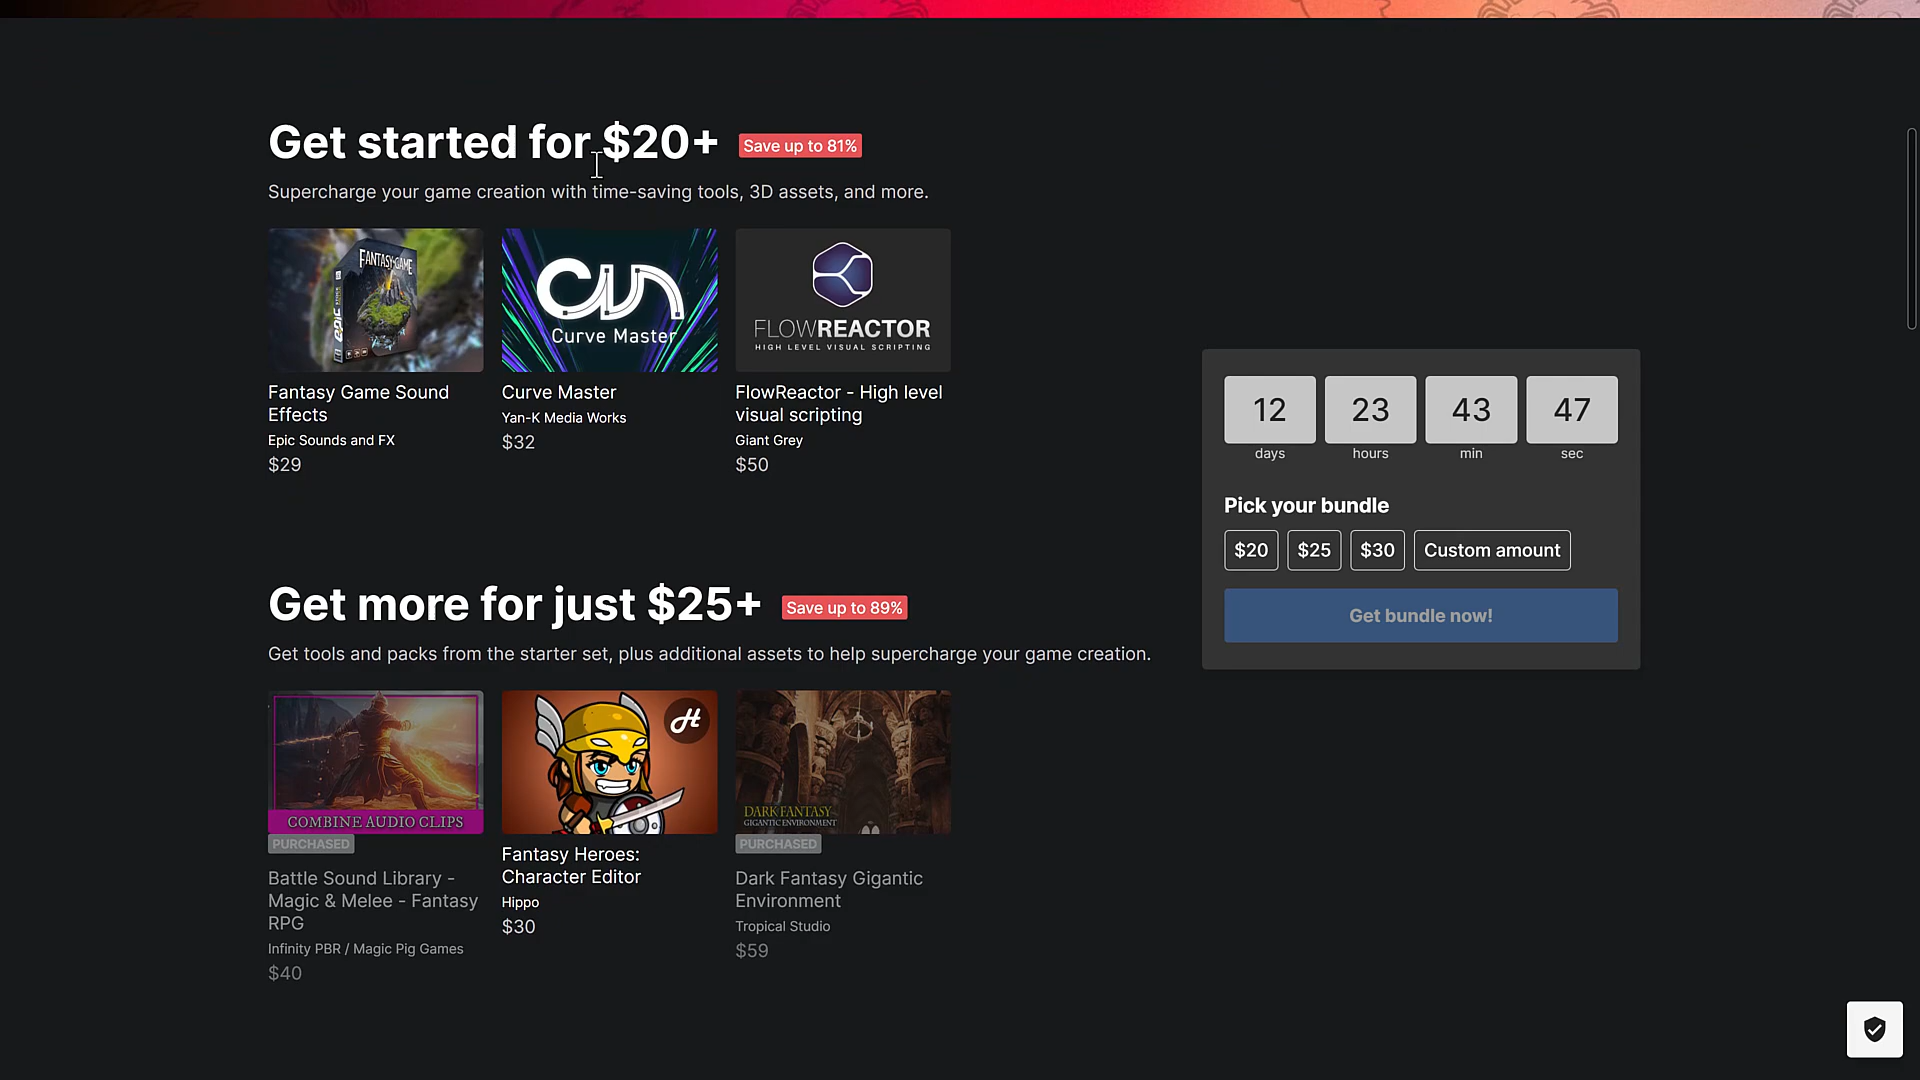 Get started for $20+
Save up to 81%
Supercharge your game creation with time-saving tools, 3D assets, and more.
FANTASY GAME
EPIC
Curve Master
FLOWREACTOR
HIGH LEVEL VISUAL SCRIPTING
Fantasy Game Sound
Effects
Epic Sounds and FX
$29
Curve Master
Yan-K Media Works
$32
FlowReactor - High level
visual scripting
Giant Grey
$50
12
23
43
47
days
hours
min
sec
Pick your bundle
$20
$25
$30
Custom amount
Get bundle now!
Get more for just $25+
Save up to 89%
Get tools and packs from the starter set, plus additional assets to help supercharge your game creation.
COMBINE AUDIO CLIPS
H
DARK FANTASY
GIGANTIC ENVIRONMENT
PURCHASED
Battle Sound Library -
Magic & Melee - Fantasy
RPG
Infinity PBR / Magic Pig Games
$40
Fantasy Heroes:
Character Editor
Hippo
$30
PURCHASED
Dark Fantasy Gigantic
Environment
Tropical Studio
$59